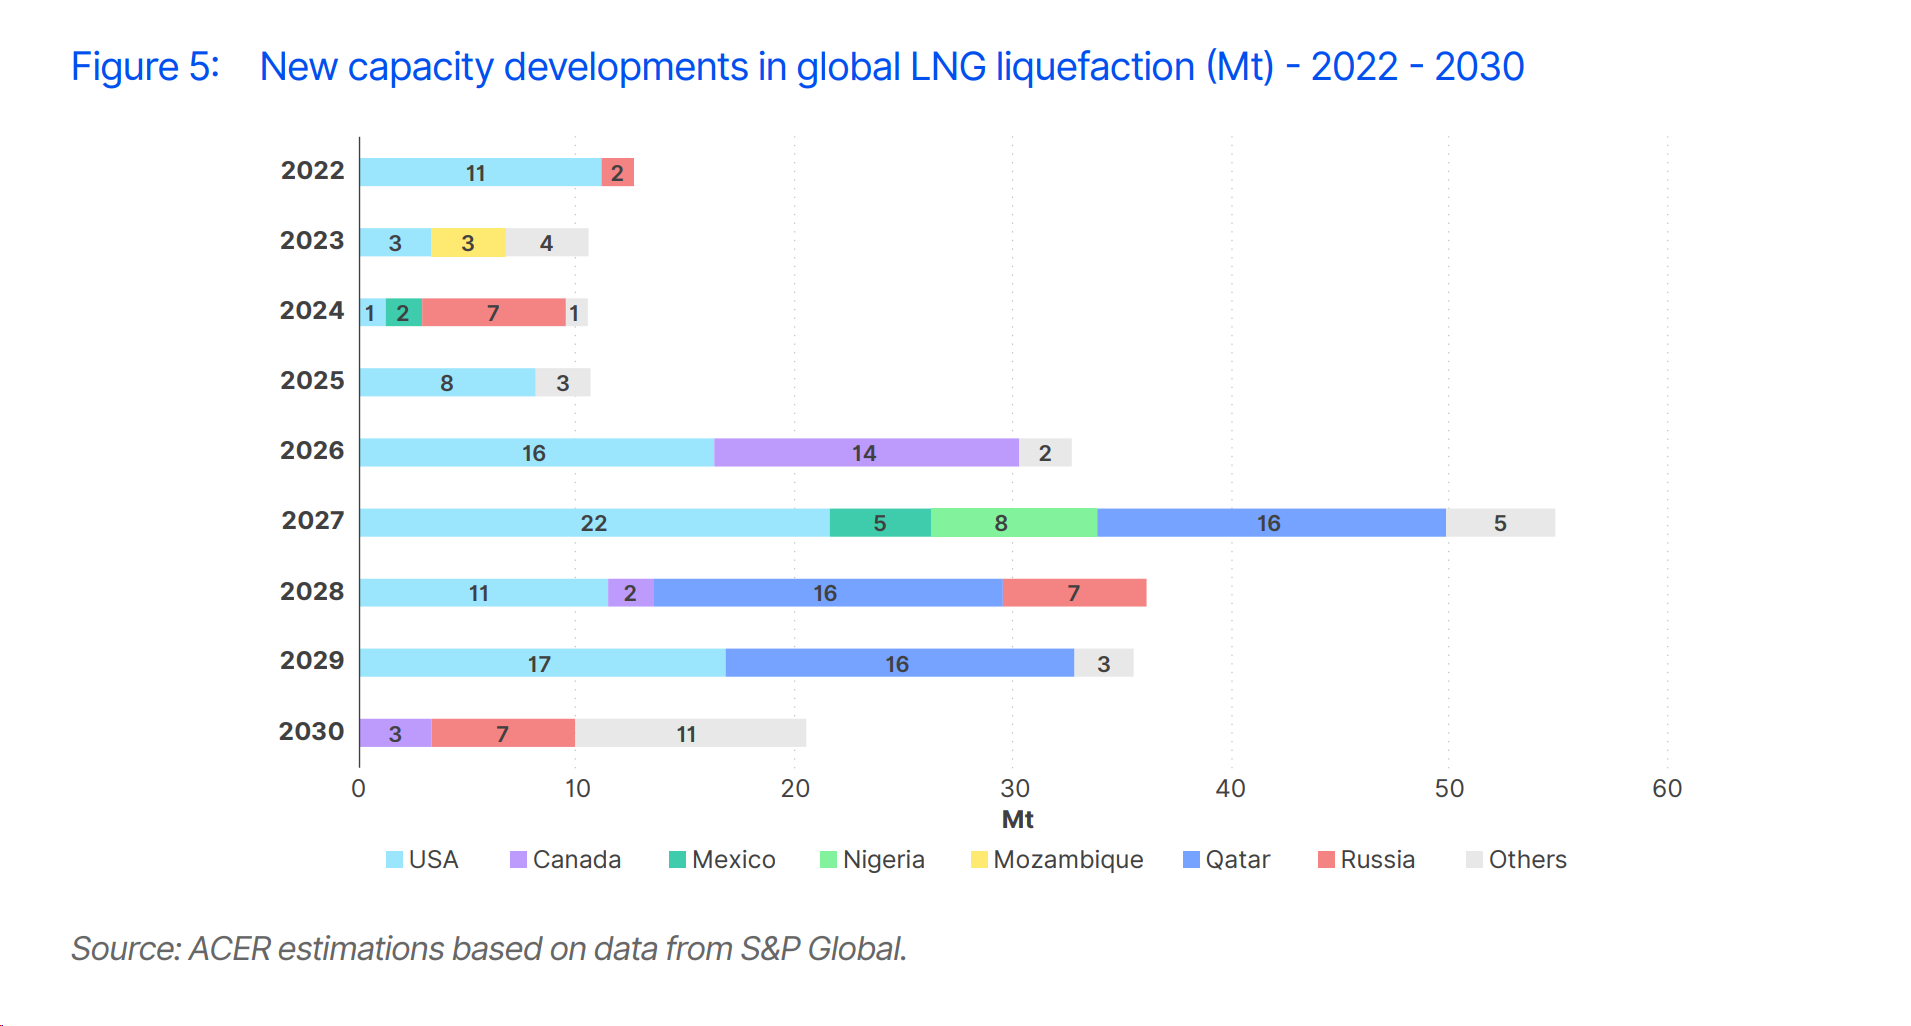 Figure 5: New capacity developments in global LNG liquefaction (Mt) - 2022 - 2030
2022 11 2
2023 3 3 4
2024 1 2 7 1
2025 8 3
2026 16 14 2
2027 22 5 8 16 5
2028 11 2 16 7
2029 17 16 3
2030 3 7 11
0 10 20 30 40 50 60
Mt
USA Canada Mexico Nigeria Mozambique Qatar Russia Others
Source: ACER estimations based on data from S&P Global.